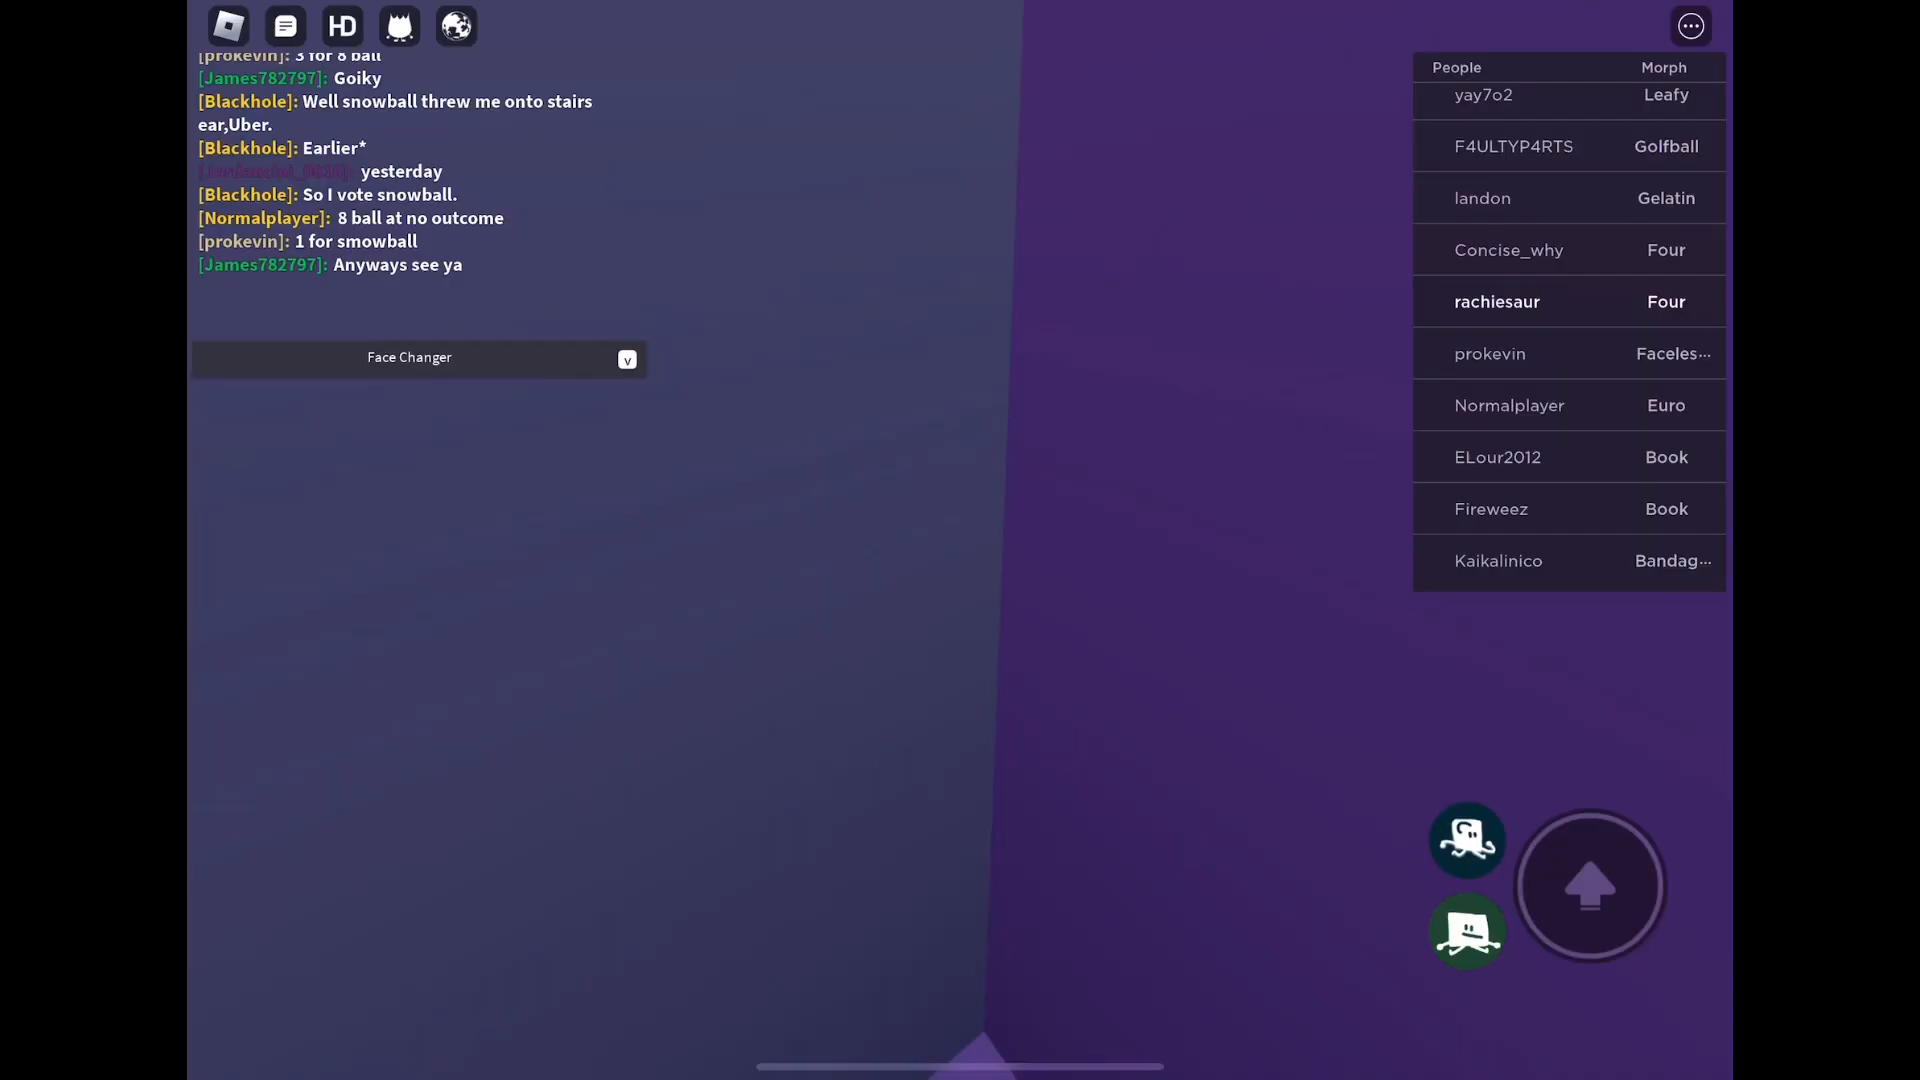 HD
[prokevin]: 3 for 8 ball
[James782797]: Goiky
[Blackhole]: Well snowball threw me onto stairs
ear,Uber.
[Blackhole]: Earlier*
yesterday
[Blackhole]: So I vote snowball.
[Normalplayer]: 8 ball at no outcome
[prokevin]: 1 for smowball
[James782797]: Anyways see ya
Face Changer
v
People Morph
yay7o2 Leafy
F4ULTYP4RTS Golfball
landon Gelatin
Concise_why Four
rachiesaur Four
prokevin Faceles...
Normalplayer Euro
ELour2012 Book
Fireweez Book
Kaikalinico Bandag...